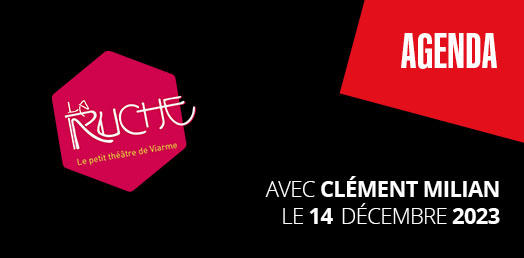 AGENDA
LA
RUCHE
Le petit théâtre de Viarme
AVEC CLÉMENT MILIAN
LE 14 DÉCEMBRE 2023